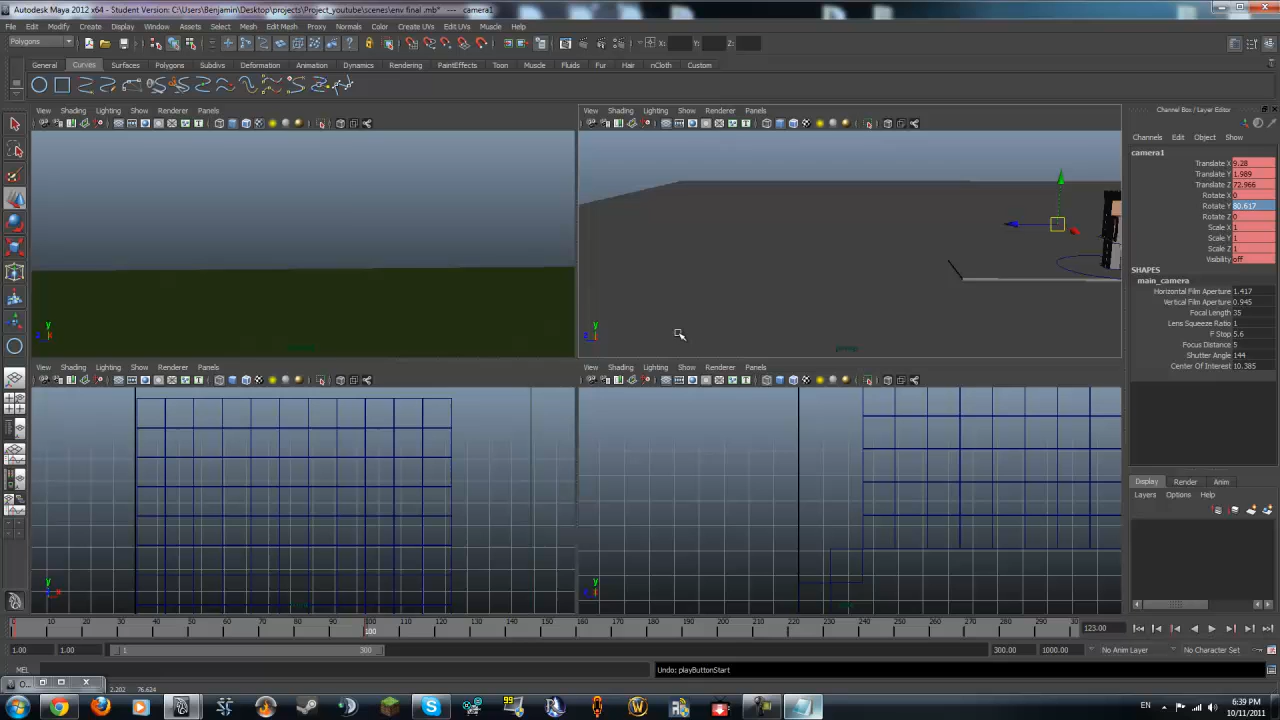 Autodesk Maya 2012 x64 - Student Version: C:\Users\Benjamin\Desktop\projects\Project_youtube\scenes\env final .mb* --- camera1
File Edit Modify Create Display Window Assets Select Mesh Edit Mesh Proxy Normals Color Create UVs Edit UVs Muscle Help
Polygons
X: Y: Z:
General Curves Surfaces Polygons Subdivs Deformation Animation Dynamics Rendering PaintEffects Toon Muscle Fluids Fur Hair nCloth Custom
View Shading Lighting Show Renderer Panels
View Shading Lighting Show Renderer Panels
Channel Box / Layer Editor
Channels Edit Object Show
camera1
Translate X 9.28
Translate Y 1.989
Translate Z 72.966
Rotate X 0
Rotate Y 80.617
Rotate Z 0
Scale X 1
Scale Y 1
Scale Z 1
Visibility off
SHAPES
main_camera
Horizontal Film Aperture 1.417
Vertical Film Aperture 0.945
Focal Length 35
Lens Squeeze Ratio 1
F Stop 5.6
Focus Distance 5
Shutter Angle 144
Center Of Interest 10.385
y
persp
y
persp
View Shading Lighting Show Renderer Panels
View Shading Lighting Show Renderer Panels
y
y
Display Render Anim
Layers Options Help
10 20 30 40 50 60 70 80 90 100 110 120 130 140 150 160 170 180 190 200 210 220 230 240 250 260 270 280 290 30
100
123.00
1.00 1.00 1 300 300.00 1000.00 No Anim Layer No Character Set
MEL Undo: playButtonStart
O...
2.202 76.624
99
EN 6:39 PM
10/11/2011